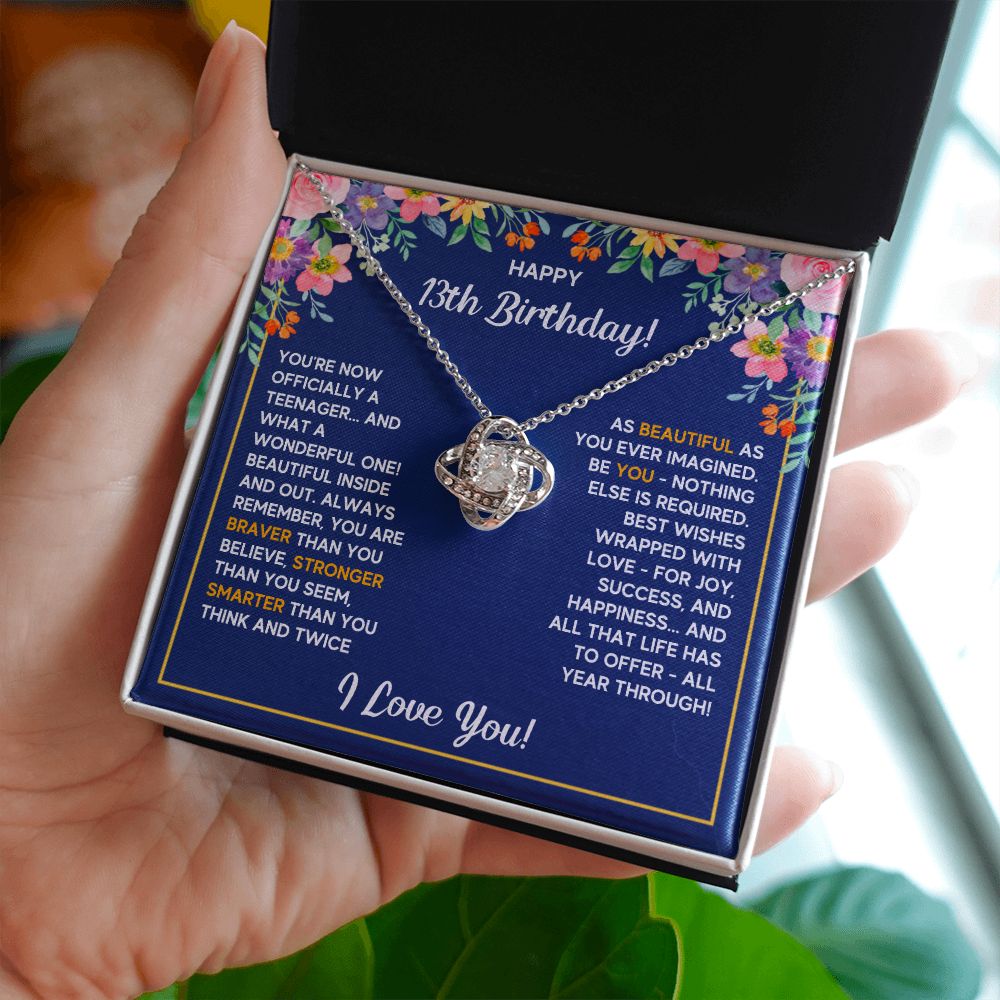 HAPPY
13th Birthday!
YOU'RE NOW
OFFICIALLY A
TEENAGER... AND
WHAT A
WONDERFUL ONE!
BEAUTIFUL INSIDE
AND OUT. ALWAYS
REMEMBER, YOU ARE
BRAVER THAN YOU
BELIEVE, STRONGER
THAN YOU SEEM,
SMARTER THAN YOU
THINK AND TWICE
AS BEAUTIFUL AS
YOU EVER IMAGINED.
BE YOU - NOTHING
ELSE IS REQUIRED.
BEST WISHES
WRAPPED WITH
LOVE - FOR JOY,
SUCCESS, AND
HAPPINESS... AND
ALL THAT LIFE HAS
TO OFFER - ALL
YEAR THROUGH!
I Love You!